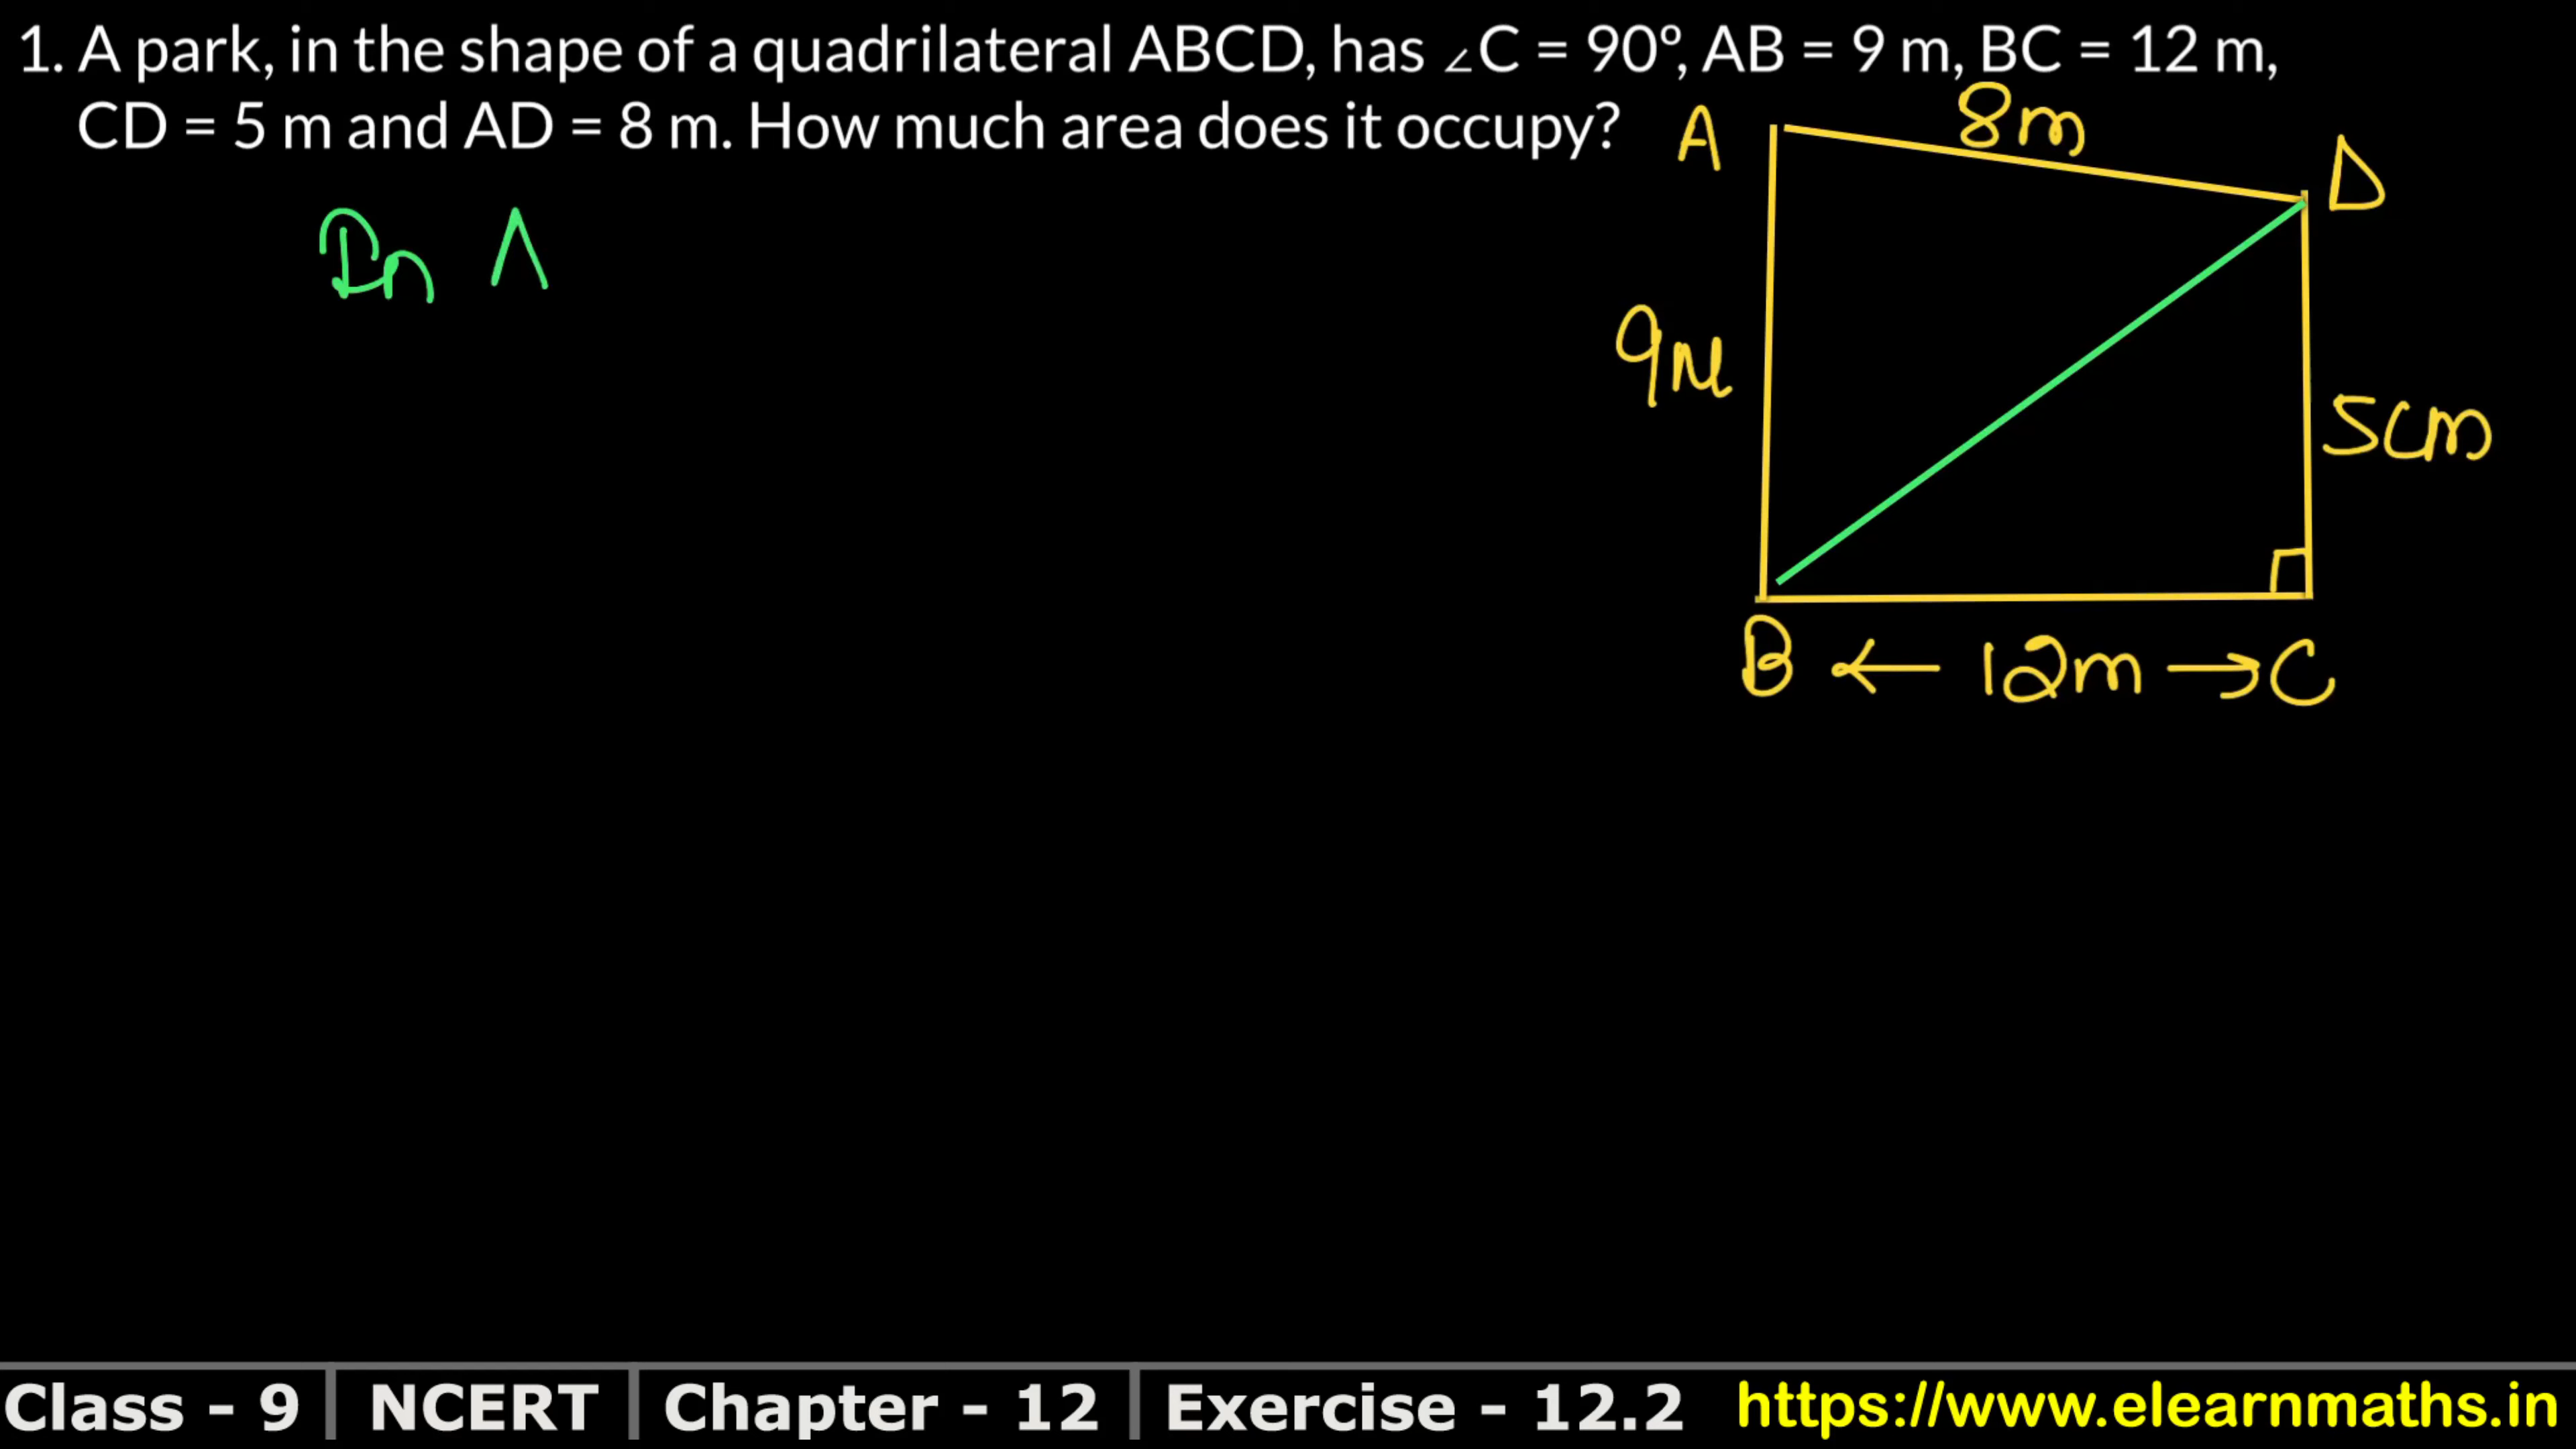 1. A park, in the shape of a quadrilateral ABCD, has ∠C = 90º, AB = 9 m, BC = 12 m,
CD = 5 m and AD = 8 m. How much area does it occupy?
A 8m D
In Λ
9m
5cm
B ← 12m → C
Class - 9 | NCERT | Chapter - 12 | Exercise - 12.2 https://www.elearnmaths.in